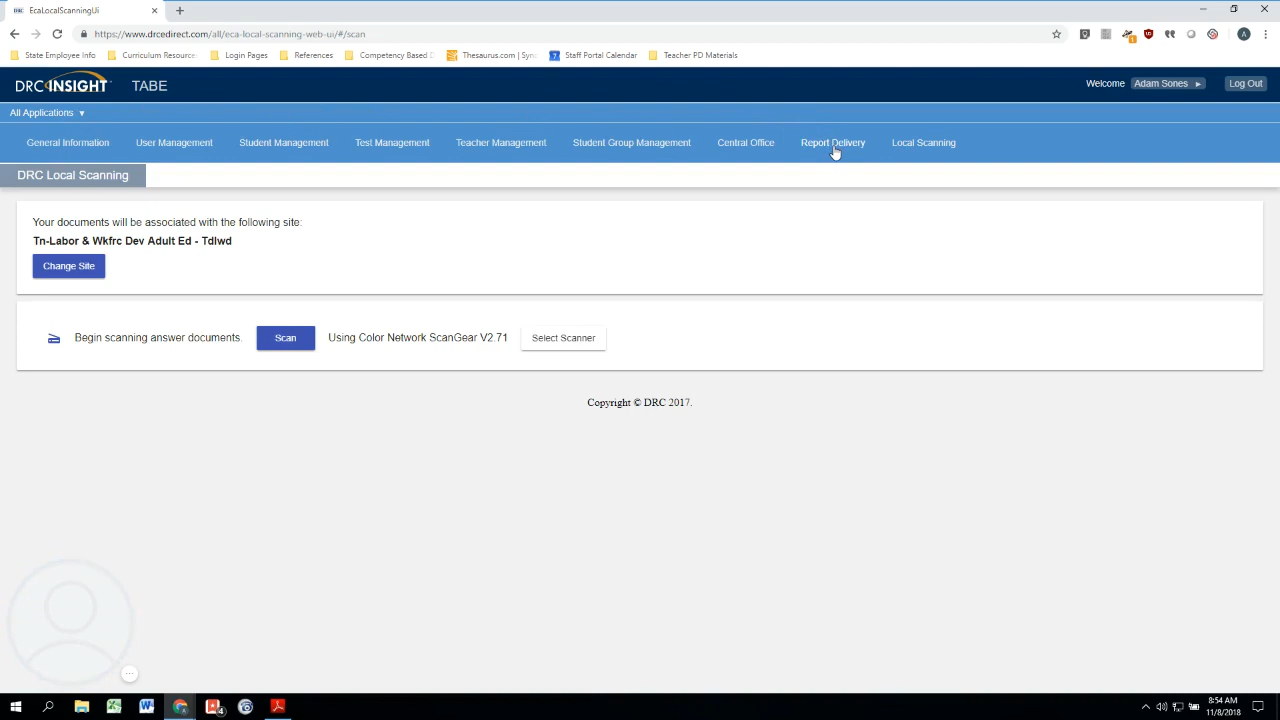 EcaLocalScanningUi
https://www.drcedirect.com/all/eca-local-scanning-web-ui/#/scan
State Employee Info Curriculum Resource Login Pages References Competency Based E Thesaurus.com | Syn Staff Portal Calendar Teacher PD Materials
DRC INSIGHT TABE Welcome Adam Sones Log Out
All Applications
General Information User Management Student Management Test Management Teacher Management Student Group Management Central Office Report Delivery Local Scanning
DRC Local Scanning
Your documents will be associated with the following site:
Tn-Labor & Wkfrc Dev Adult Ed - Tdlwd
Change Site
Begin scanning answer documents. Scan Using Color Network ScanGear V2.71 Select Scanner
Copyright © DRC 2017.
8:54 AM
11/8/2018